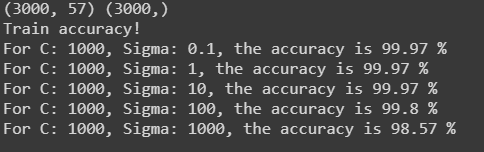 (3000, 57) (3000,)
Train accuracy!
For C: 1000, Sigma: 0.1, the accuracy is 99.97 %
For C: 1000, Sigma: 1, the accuracy is 99.97 %
For C: 1000, Sigma: 10, the accuracy is 99.97 %
For C: 1000, Sigma: 100, the accuracy is 99.8 %
For C: 1000, Sigma: 1000, the accuracy is 98.57 %